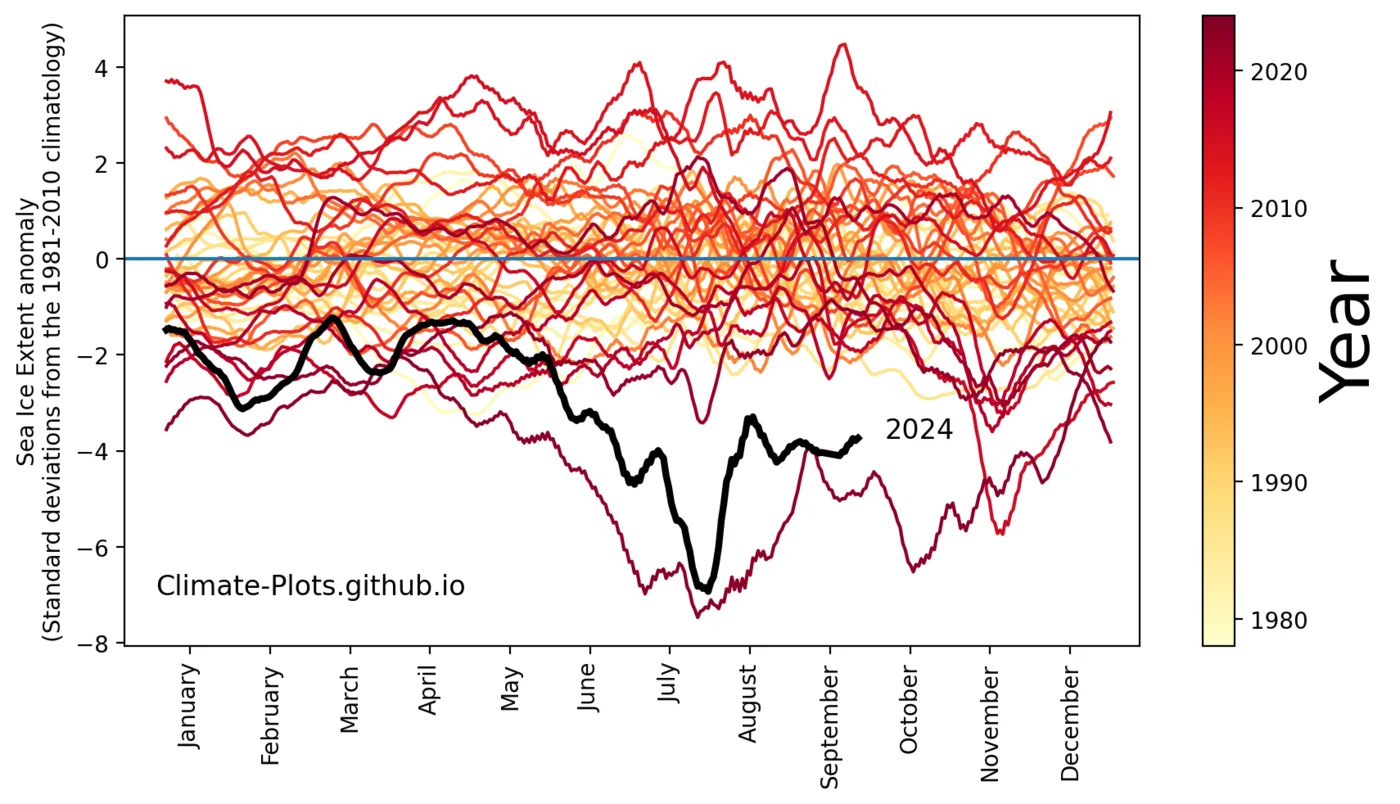 Sea Ice Extent anomaly
(Standard deviations from the 1981-2010 climatology)
4
2
0
−2
−4
−6
−8
2024
Climate-Plots.github.io
January
February
March
April
May
June
July
August
September
October
November
December
2020
2010
2000
1990
1980
Year